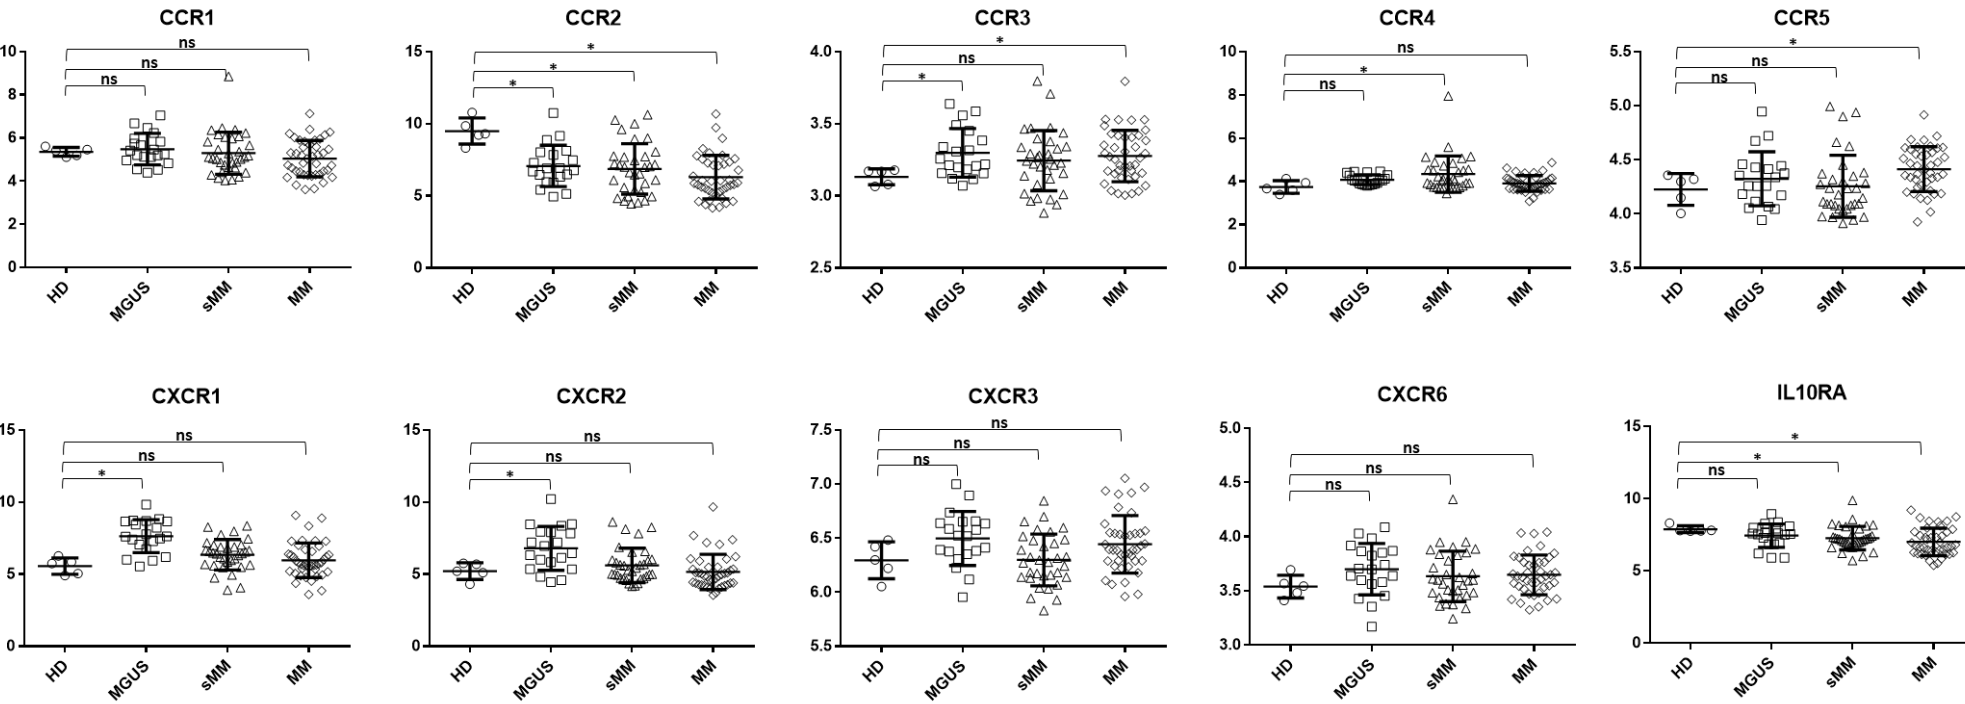 CCR1
CCR2
CCR3
CCR4
CCR5
10
8
6
4
2
0
ns
ns
ns
HD
MGUS
sMM
MM
15
10
5
0
*
*
*
HD
MGUS
sMM
MM
4.0
3.5
3.0
2.5
*
ns
*
HD
MGUS
sMM
MM
10
8
6
4
2
0
ns
*
ns
HD
MGUS
sMM
MM
5.5
5.0
4.5
4.0
3.5
*
ns
ns
HD
MGUS
sMM
MM
CXCR1
CXCR2
CXCR3
CXCR6
IL10RA
15
10
5
0
ns
ns
*
HD
MGUS
sMM
MM
15
10
5
0
ns
ns
*
HD
MGUS
sMM
MM
7.5
7.0
6.5
6.0
5.5
ns
ns
ns
HD
MGUS
sMM
MM
5.0
4.5
4.0
3.5
3.0
ns
ns
ns
HD
MGUS
sMM
MM
15
10
5
0
*
*
ns
HD
MGUS
sMM
MM